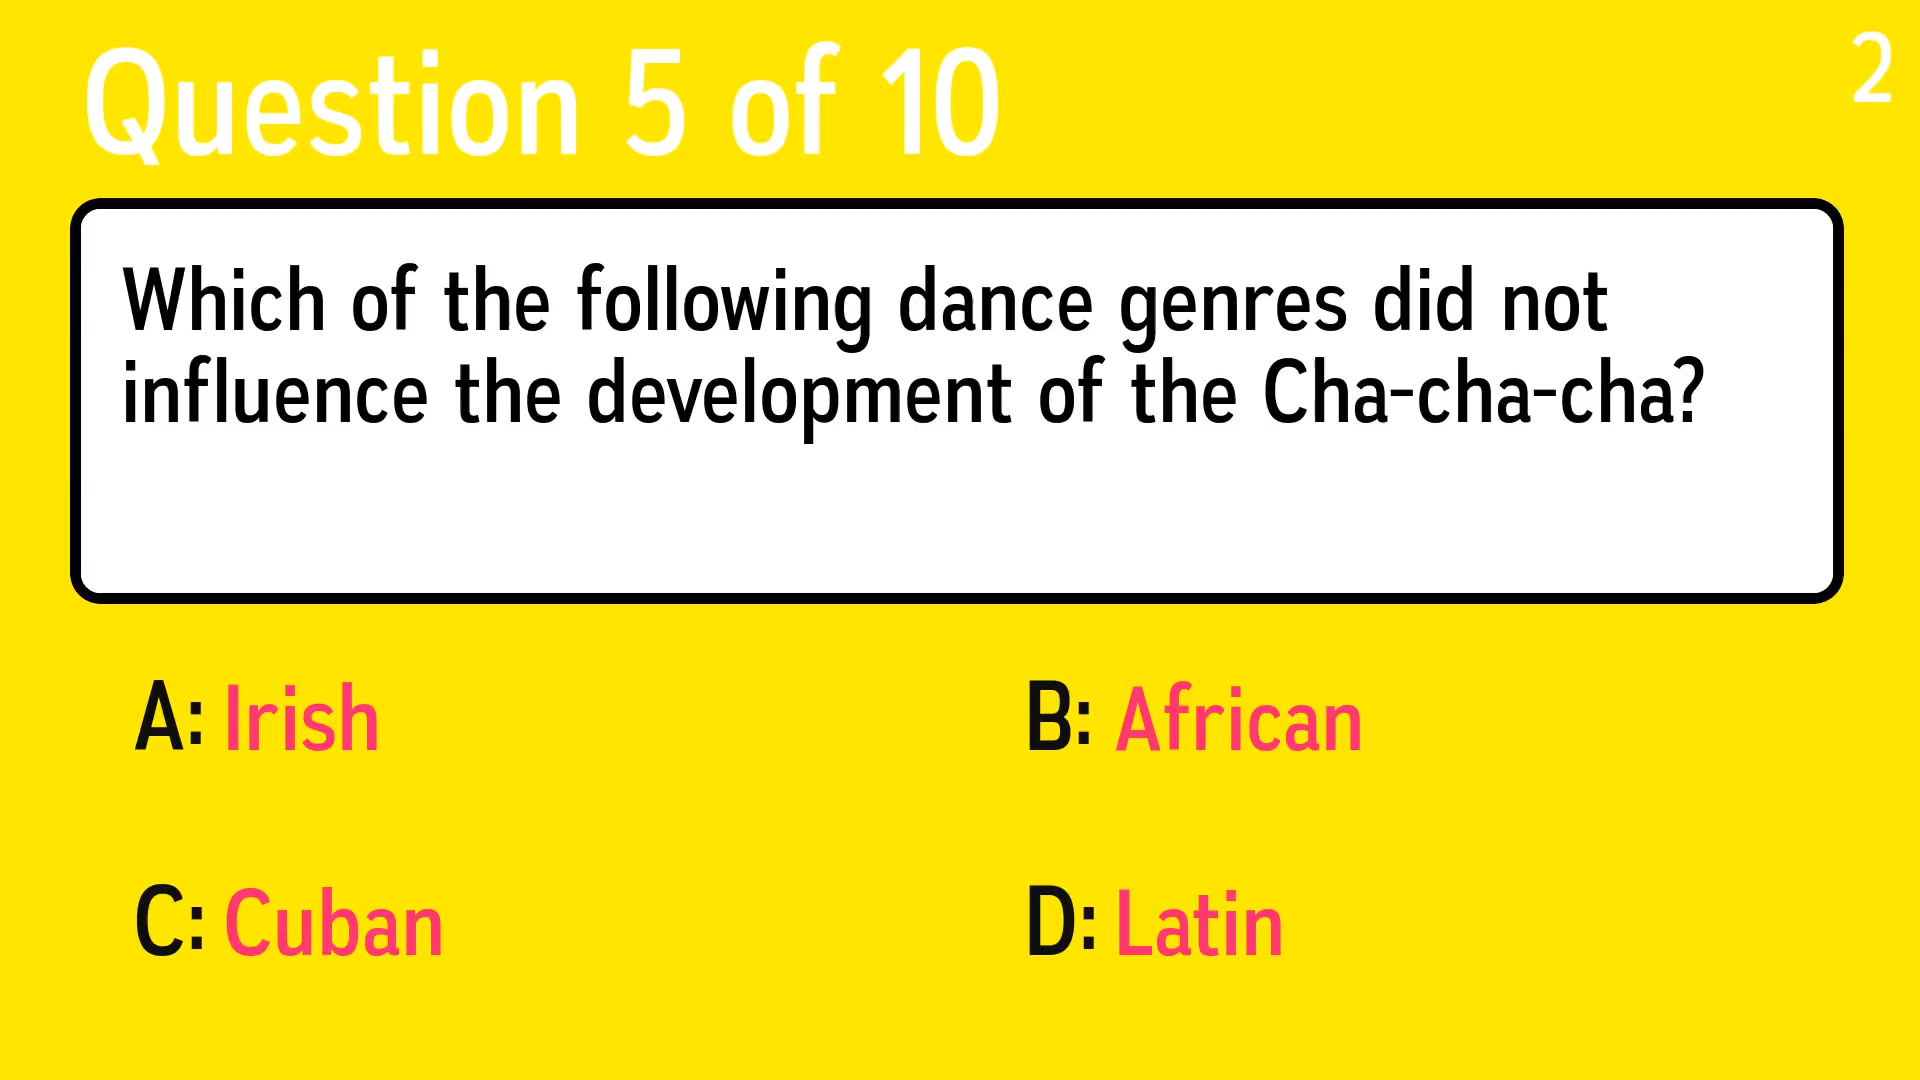 Question 5 of 10
2
Which of the following dance genres did not
influence the development of the Cha-cha-cha?
A: Irish
B: African
C: Cuban
D: Latin